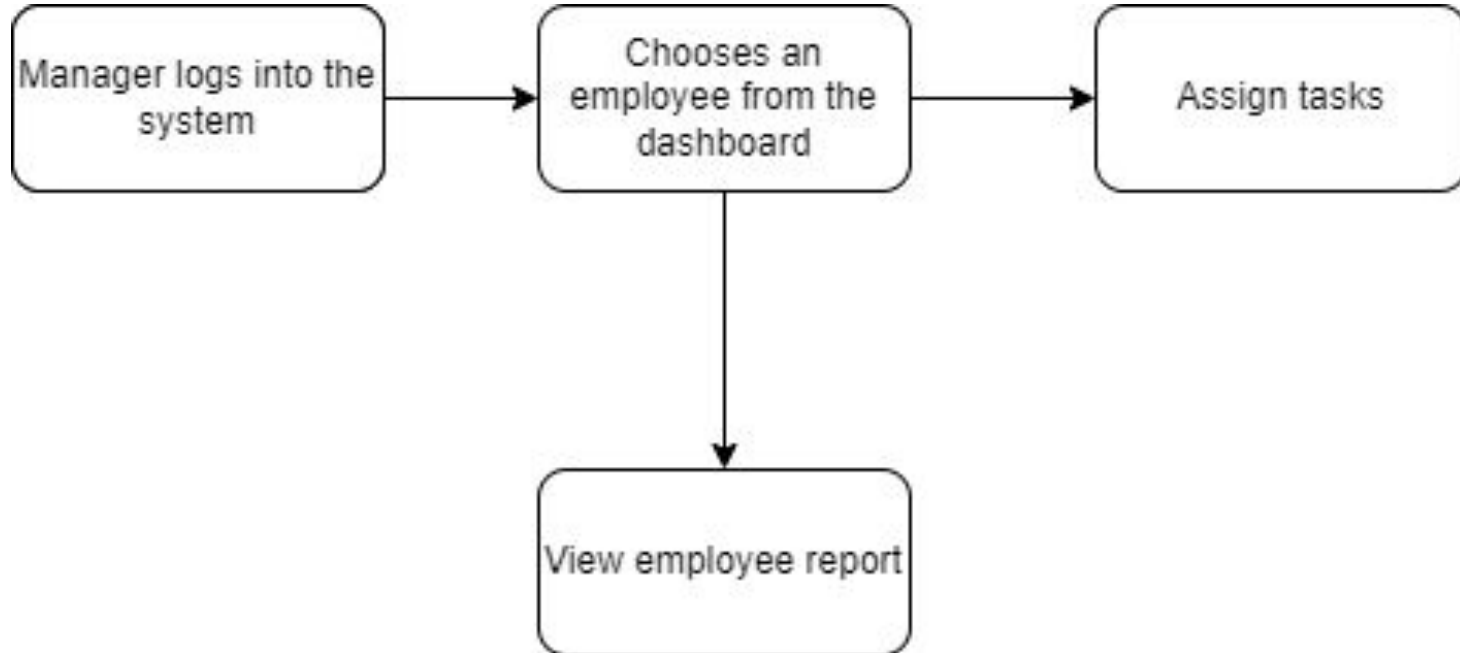 Manager logs into the
system
Chooses an
employee from the
dashboard
Assign tasks
View employee report